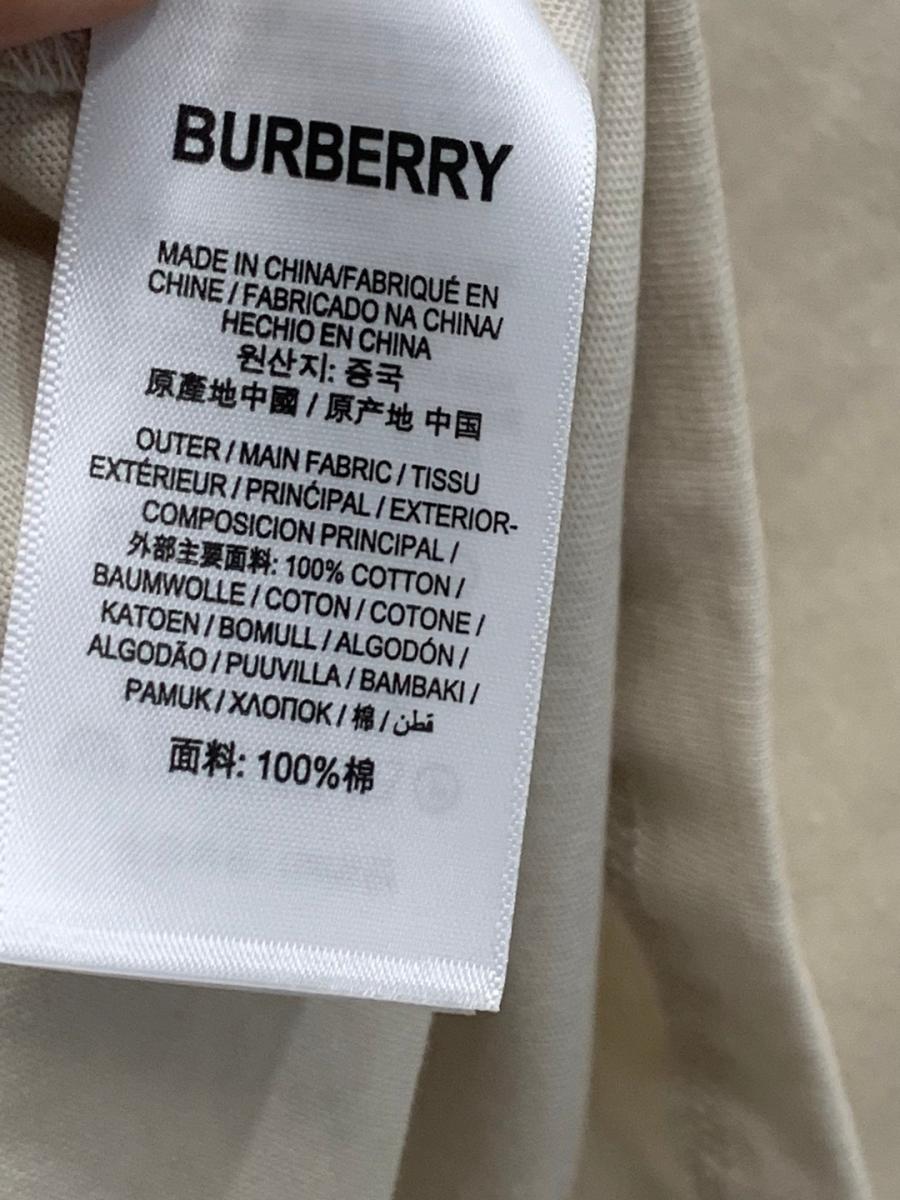 BURBERRY
MADE IN CHINA/FABRIQUÉ EN
CHINE / FABRICADO NA CHINA/
HECHIO EN CHINA
원산지: 중국
原產地中國 / 原产地 中国
OUTER / MAIN FABRIC / TISSU
EXTÉRIEUR / PRINĆIPAL / EXTERIOR-
COMPOSICION PRINCIPAL /
外部主要面料: 100% COTTON /
BAUMWOLLE / COTON / COTONE /
KATOEN / BOMULL / ALGODÓN /
ALGODÃO / PUUVILLA / BAMBAKI /
PAMUK / ХΛОПОК / 棉 / قطن
面料: 100%棉